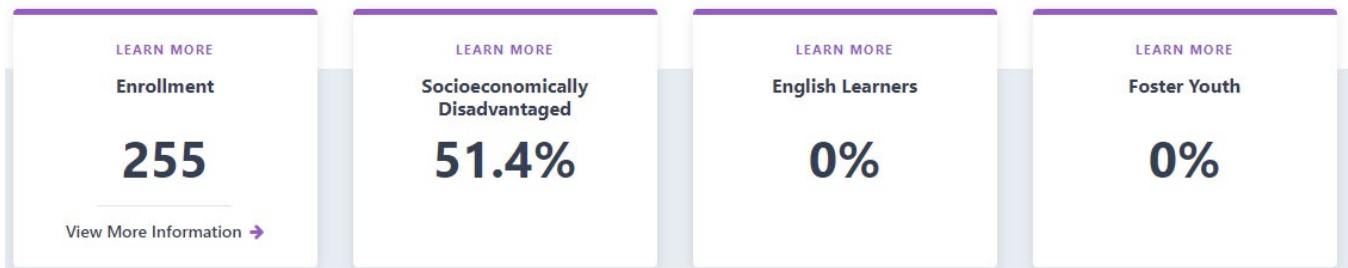 LEARN MORE
Enrollment
255
View More Information
LEARN MORE
Socioeconomically
Disadvantaged
51.4%
LEARN MORE
English Learners
0%
LEARN MORE
Foster Youth
0%